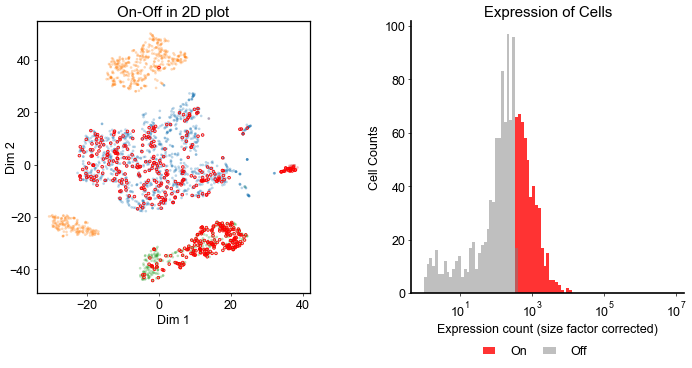 On-Off in 2D plot
40
20
0
−20
−40
Dim 2
−20
0
20
40
Dim 1
Expression of Cells
100
80
60
40
20
0
Cell Counts
10^1
10^3
10^5
10^7
Expression count (size factor corrected)
On
Off